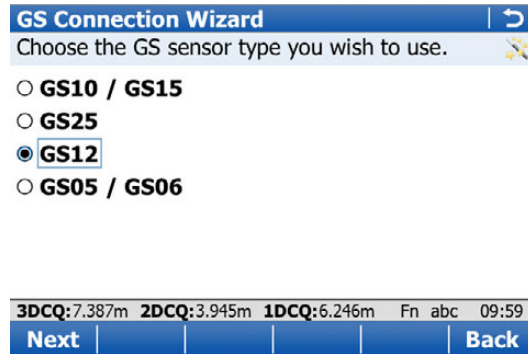 GS Connection Wizard
Choose the GS sensor type you wish to use.
GS10 / GS15
GS25
GS12
GS05 / GS06
3DCQ:7.387m 2DCQ:3.945m 1DCQ:6.246m Fn abc 09:59
Next Back